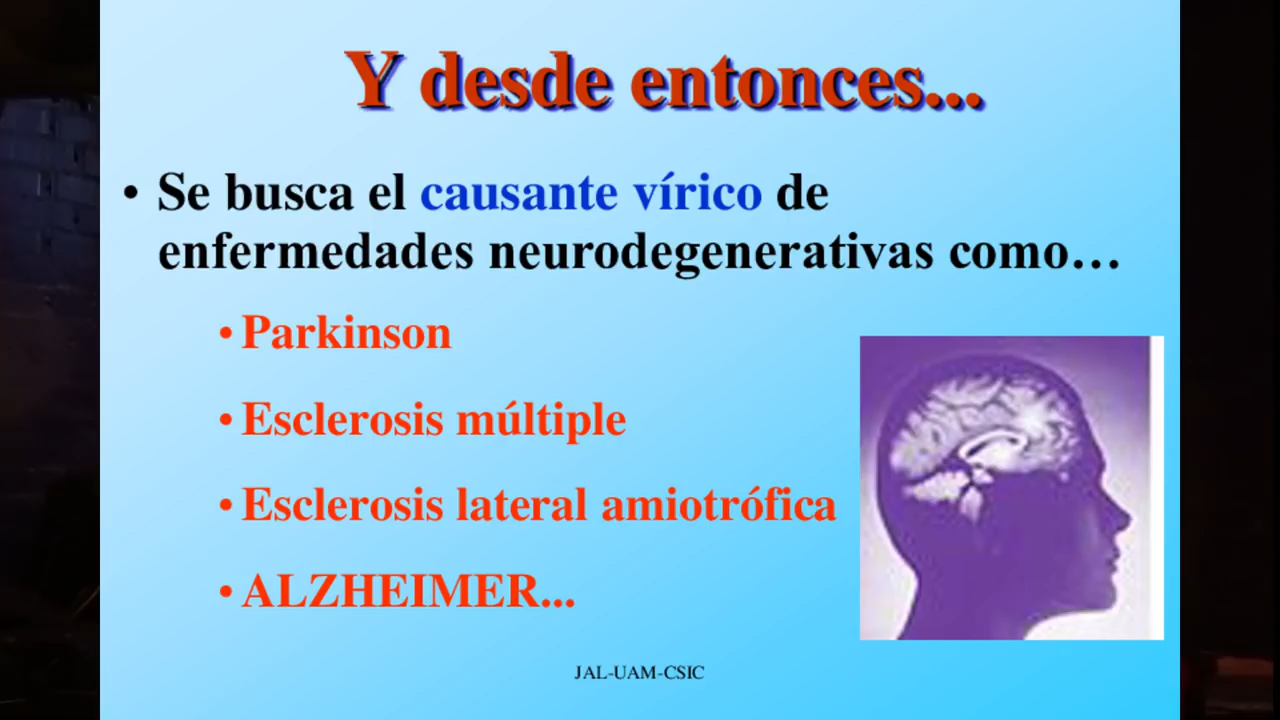 Y desde entonces...
• Se busca el causante vírico de
enfermedades neurodegenerativas como…
• Parkinson
• Esclerosis múltiple
• Esclerosis lateral amiotrófica
• ALZHEIMER...
JAL-UAM-CSIC